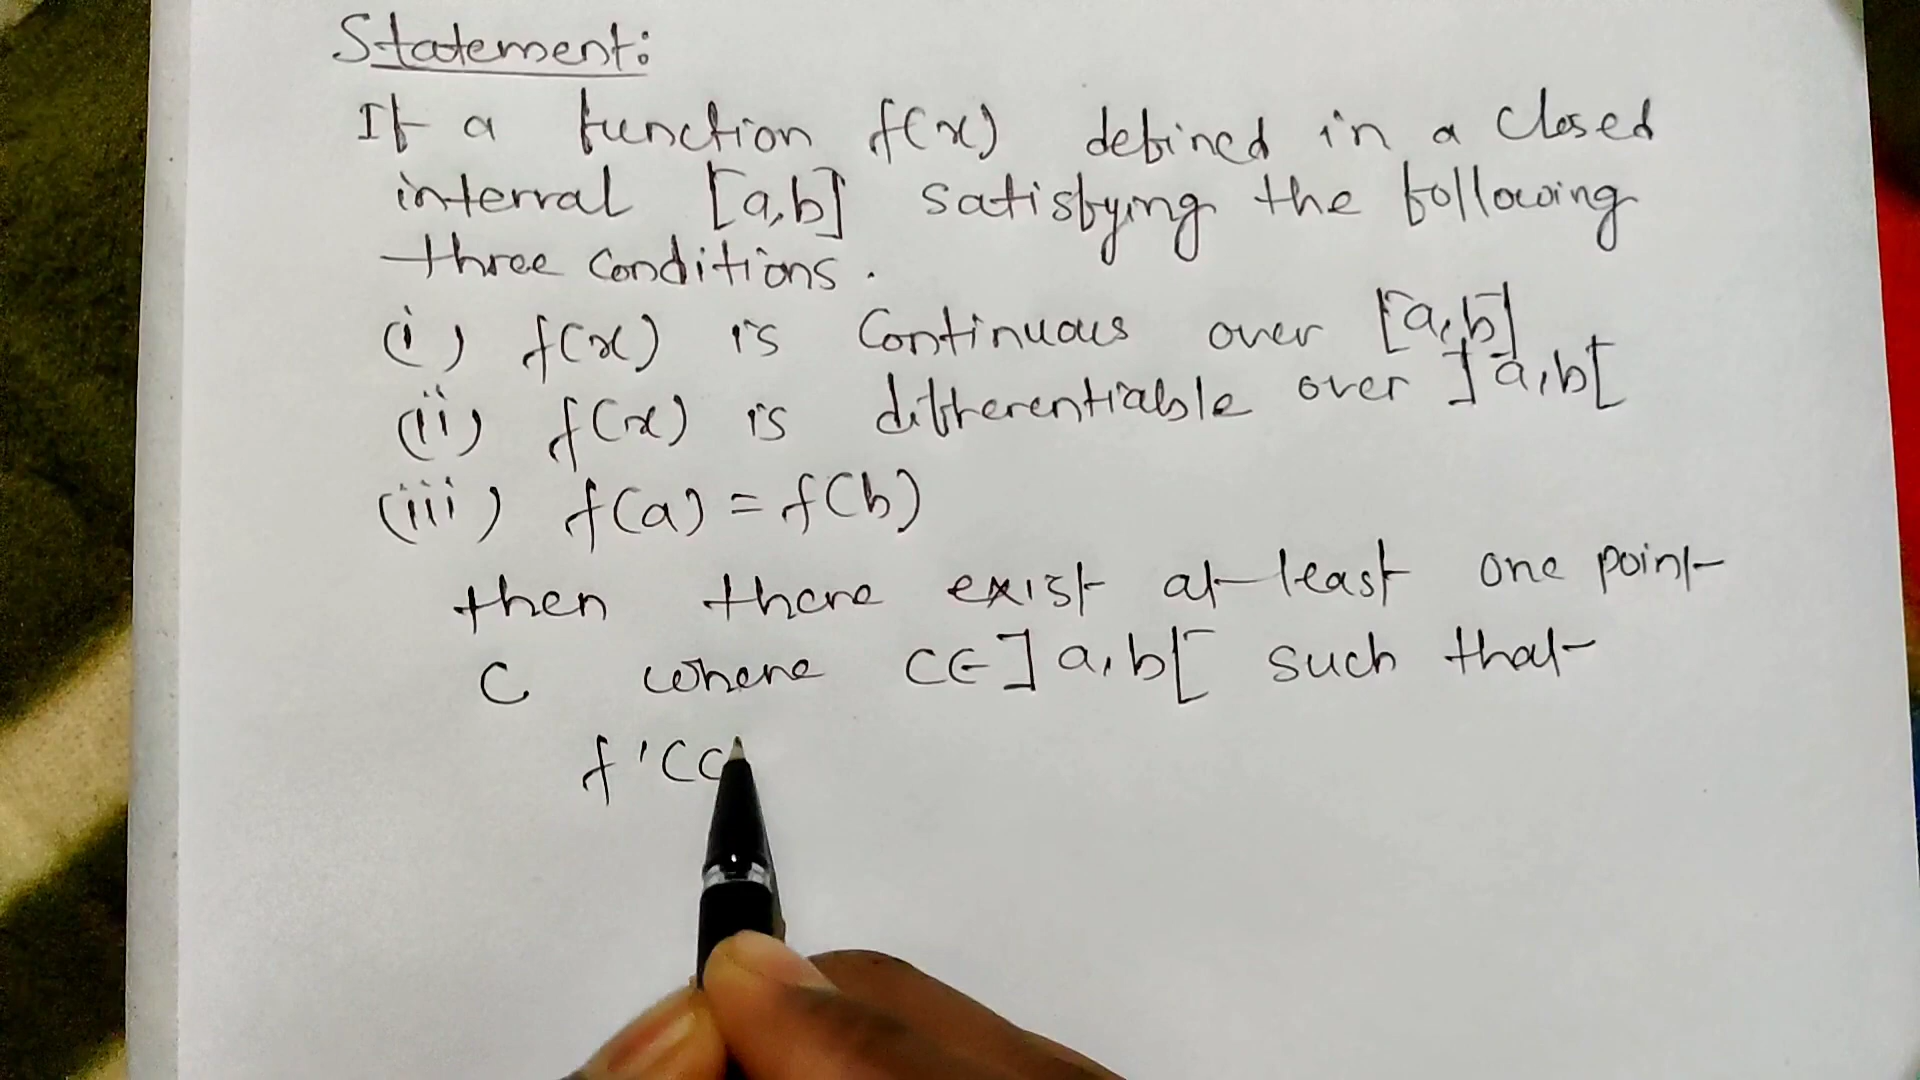 Statement:
If a function f(x) defined in a closed
interval [a,b] satisfying the following
three conditions.
(i) f(x) is Continuous over [a,b]
(ii) f(x) is differentiable over ]a,b[
(iii) f(a) = f(b)
then there exist at least one point
C where C∈]a,b[ such that
f'(c